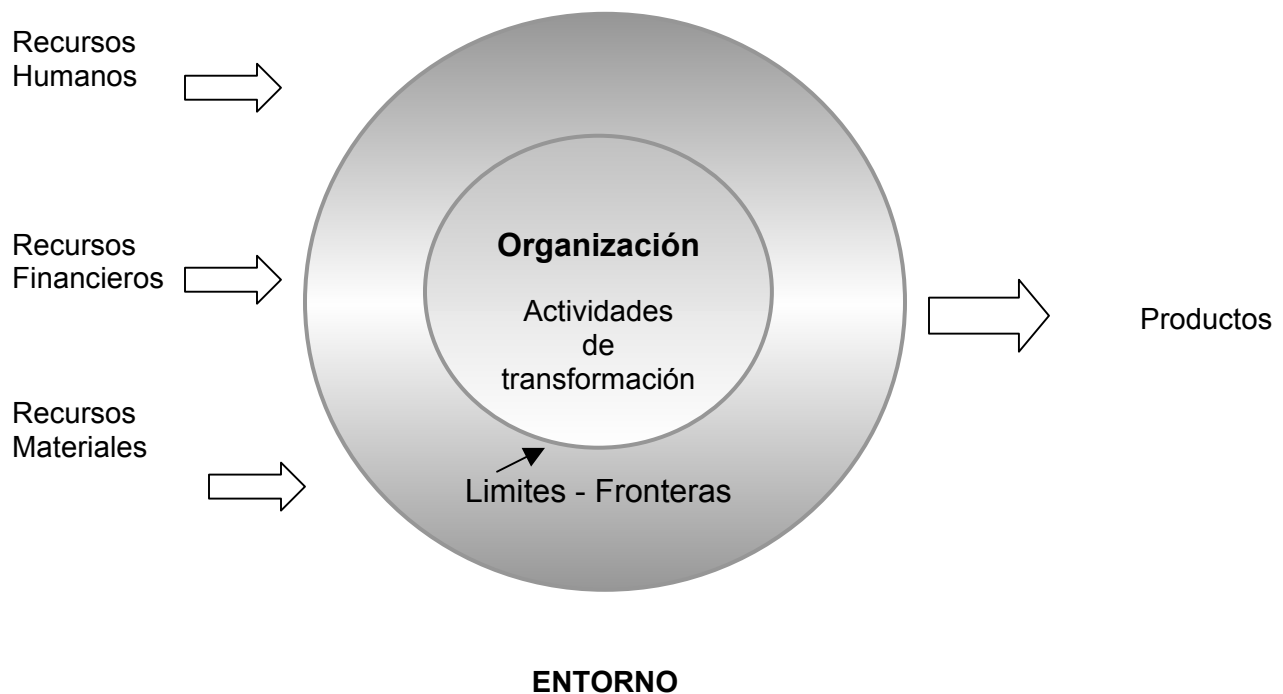 Recursos
Humanos
Recursos
Financieros
Recursos
Materiales
Organización
Actividades
de
transformación
Limites - Fronteras
Productos
ENTORNO